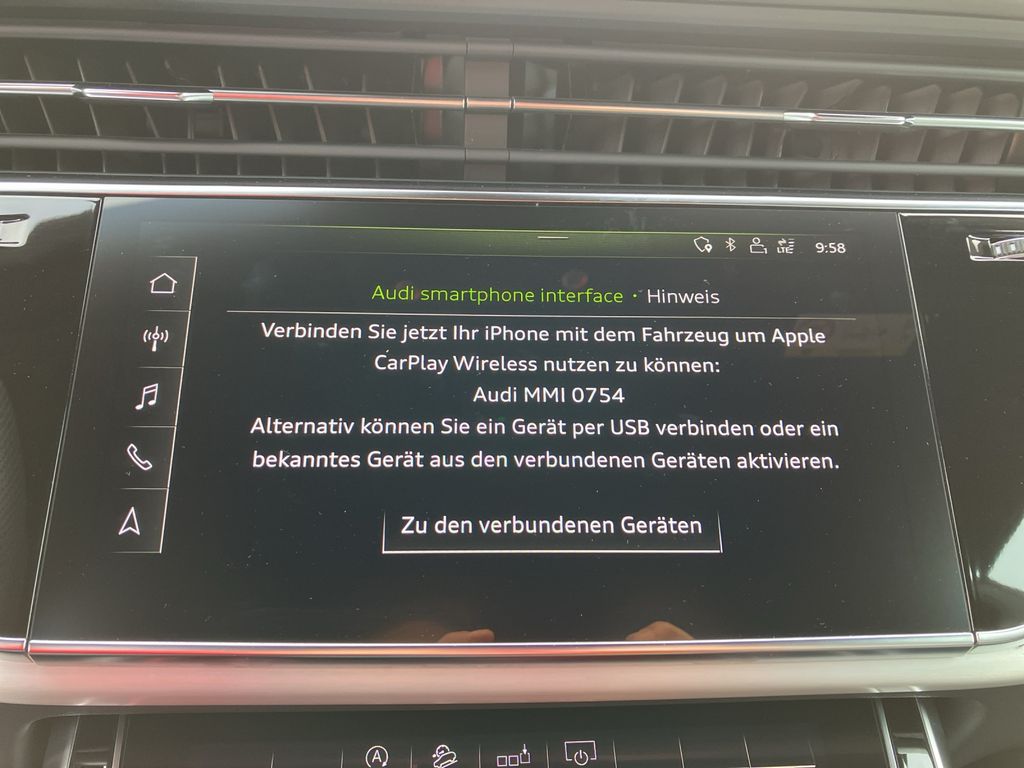 LTE
9:58
Audi smartphone interface · Hinweis
Verbinden Sie jetzt Ihr iPhone mit dem Fahrzeug um Apple
CarPlay Wireless nutzen zu können:
Audi MMI 0754
Alternativ können Sie ein Gerät per USB verbinden oder ein
bekanntes Gerät aus den verbundenen Geräten aktivieren.
Zu den verbundenen Geräten
A